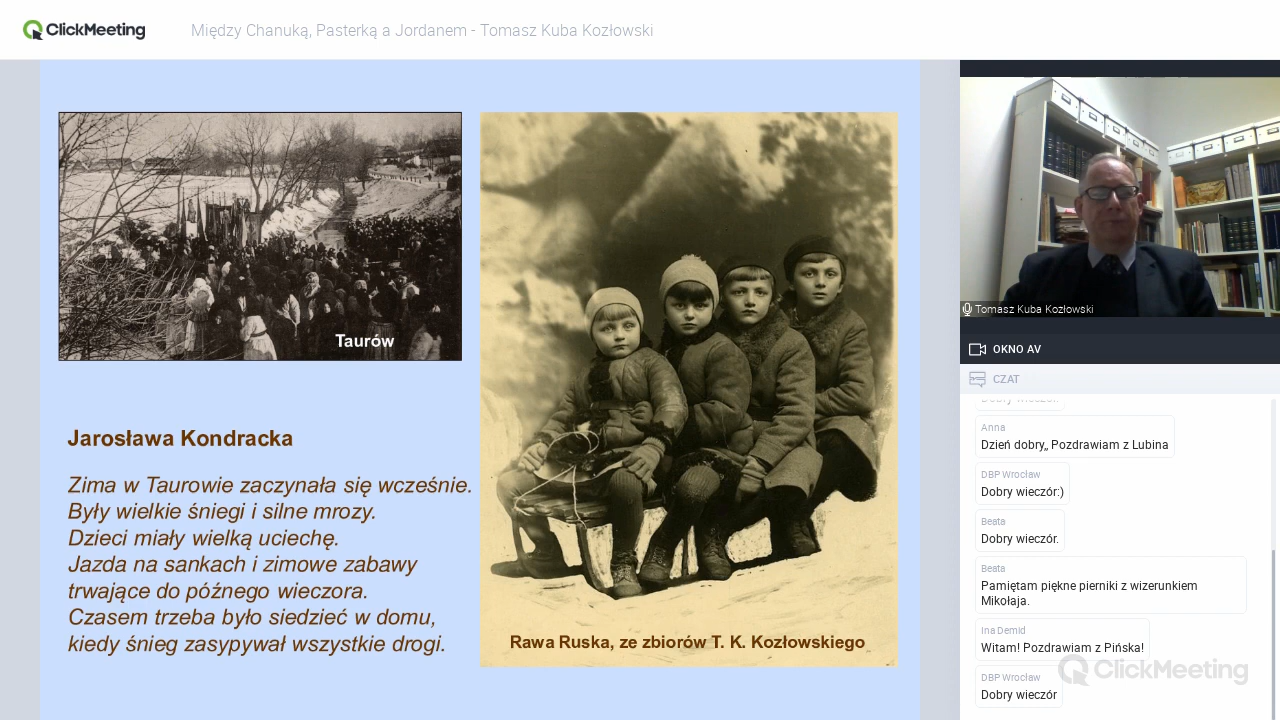 ClickMeeting
Między Chanuką, Pasterką a Jordanem - Tomasz Kuba Kozłowski
Taurów
Jarosława Kondracka
Zima w Taurowie zaczynała się wcześnie.
Były wielkie śniegi i silne mrozy.
Dzieci miały wielką uciechę.
Jazda na sankach i zimowe zabawy
trwające do późnego wieczora.
Czasem trzeba było siedzieć w domu,
kiedy śnieg zasypywał wszystkie drogi.
Rawa Ruska, ze zbiorów T. K. Kozłowskiego
Tomasz Kuba Kozłowski
OKNO AV
CZAT
Dobry wieczór.
Anna
Dzień dobry,, Pozdrawiam z Lubina
DBP Wrocław
Dobry wieczór:)
Beata
Dobry wieczór.
Beata
Pamiętam piękne pierniki z wizerunkiem
Mikołaja.
Ina Demid
Witam! Pozdrawiam z Pińska!
DBP Wrocław
Dobry wieczór
ClickMeeting